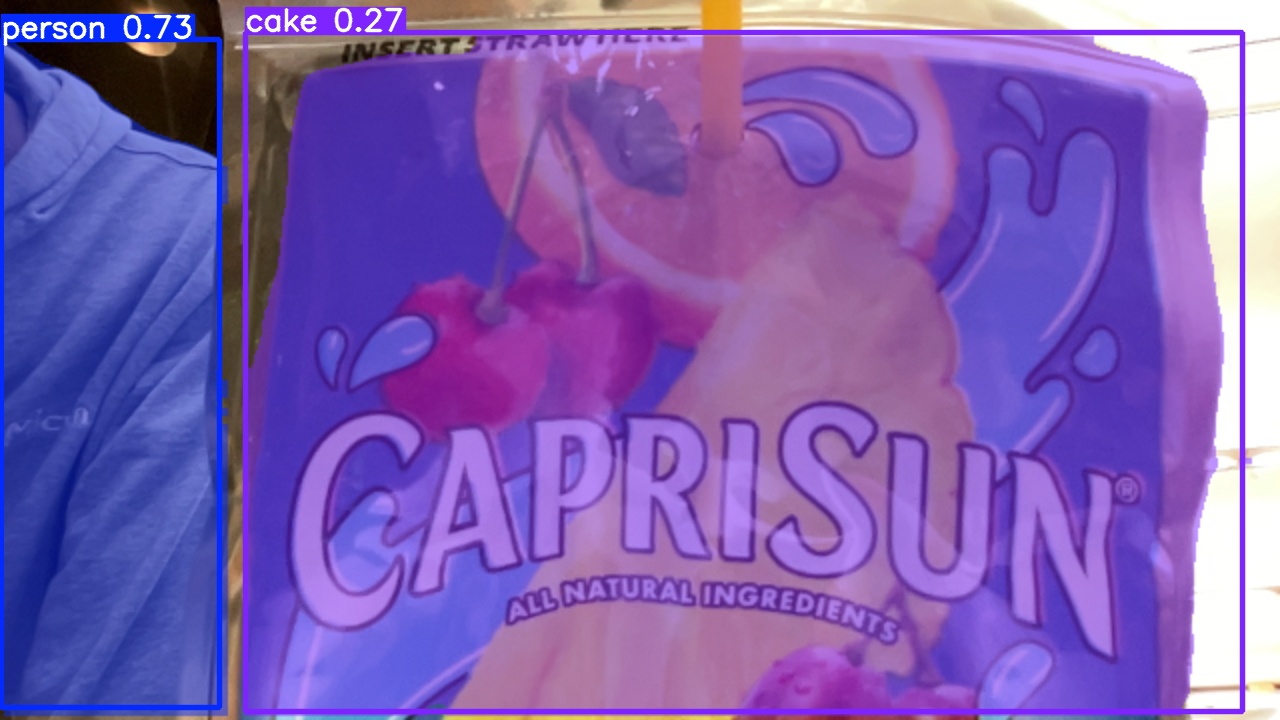 person 0.73
cake 0.27
INSERT STRAW HERE
CAPRISUN®
ALL NATURAL INGREDIENTS